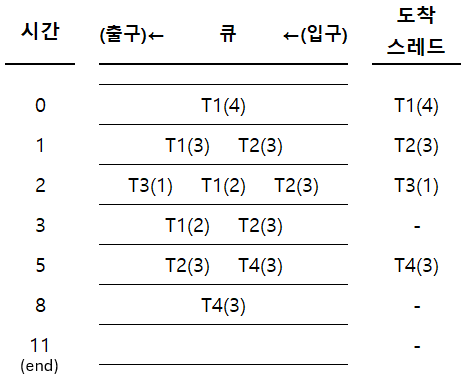 시간 (출구)← 큐 ←(입구) 도착
스레드
0 T1(4) T1(4)
1 T1(3) T2(3) T2(3)
2 T3(1) T1(2) T2(3) T3(1)
3 T1(2) T2(3) -
5 T2(3) T4(3) T4(3)
8 T4(3) -
11 -
(end)